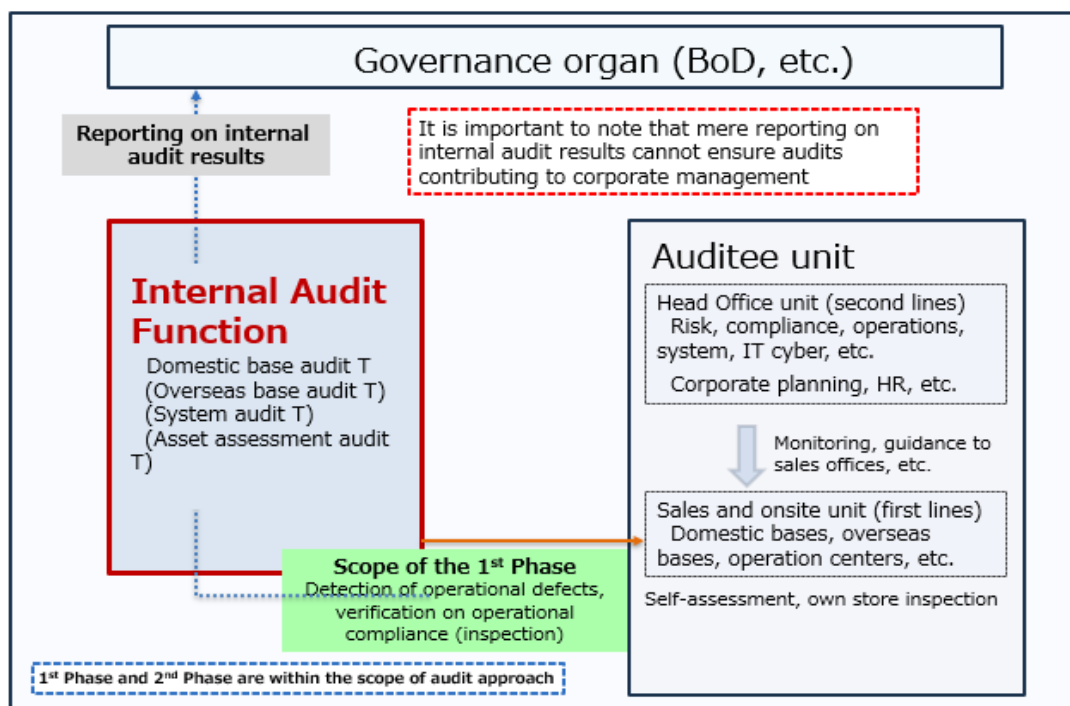 Governance organ (BoD, etc.)
Reporting on internal
audit results
It is important to note that mere reporting on
internal audit results cannot ensure audits
contributing to corporate management
Internal Audit
Function
Domestic base audit T
(Overseas base audit T)
(System audit T)
(Asset assessment audit
T)
Auditee unit
Head Office unit (second lines)
Risk, compliance, operations,
system, IT cyber, etc.
Corporate planning, HR, etc.
Monitoring, guidance to
sales offices, etc.
Sales and onsite unit (first lines)
Domestic bases, overseas
bases, operation centers, etc.
Self-assessment, own store inspection
Scope of the 1st Phase
Detection of operational defects,
verification on operational
compliance (inspection)
1st Phase and 2nd Phase are within the scope of audit approach